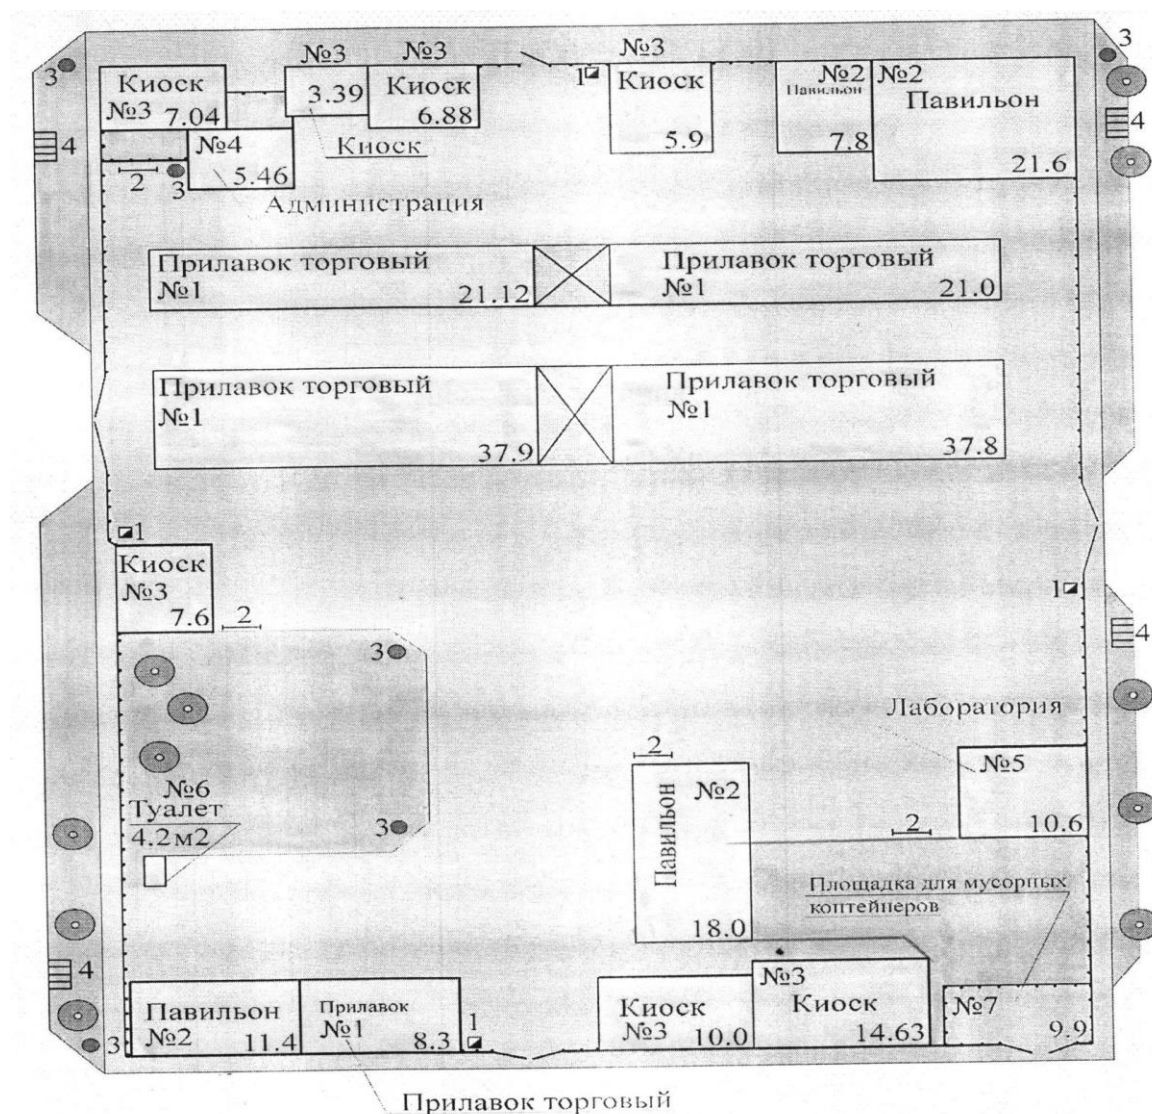 №3 №3 №3 3
3 Киоск 1 №2 №2
№3 7.04 3.39 Киоск Киоск Павильон Павильон
6.88 5.9 7.8 21.6
4 №4 Киоск 4
2 3 5.46
Администрация
Прилавок торговый Прилавок торговый
№1 21.12 №1 21.0
Прилавок торговый Прилавок торговый
№1 №1
37.9 37.8
1
Киоск
№3 1
7.6 2 4
3
Лаборатория
2 №5
№6 №2
Туалет Павильон
4.2м2 3 2 10.6
Площадка для мусорных
контейнеров
18.0
4 №3
Павильон Прилавок Киоск Киоск №7
№2 11.4 №1 8.3 1 №3 10.0 14.63 9.9
3
Прилавок торговый